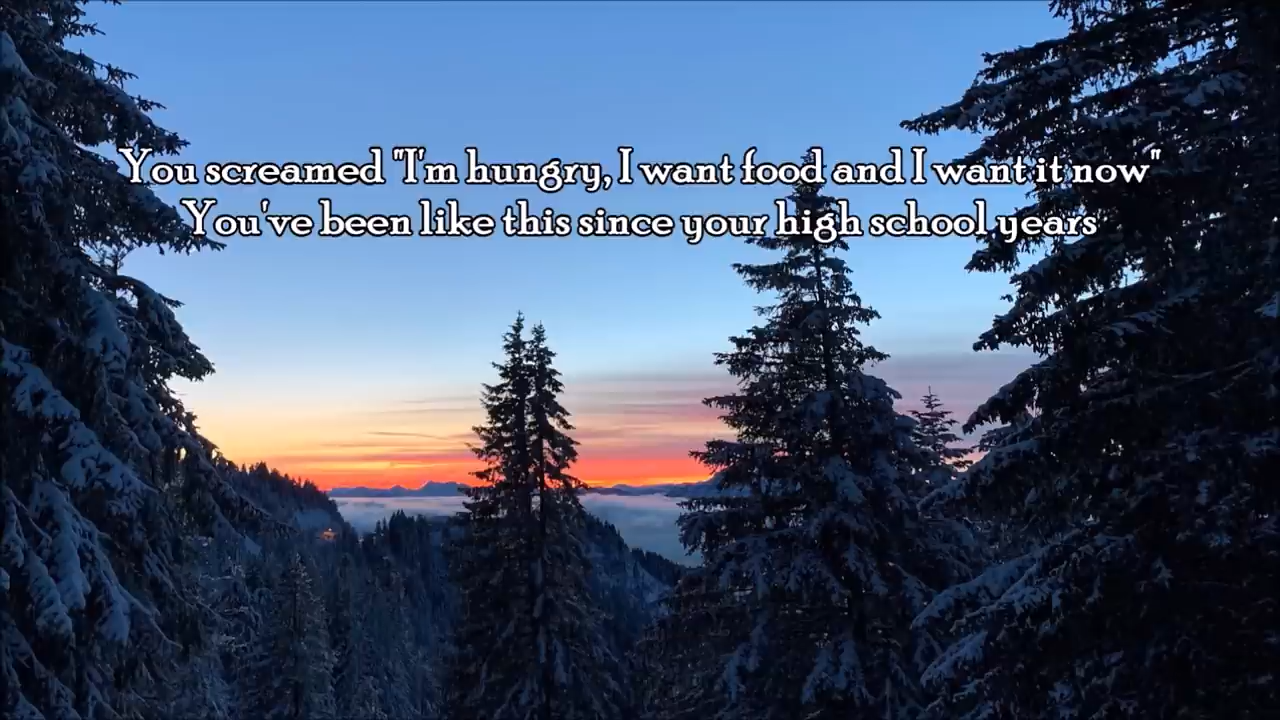 You screamed "I'm hungry, I want food and I want it now"
You've been like this since your high school years